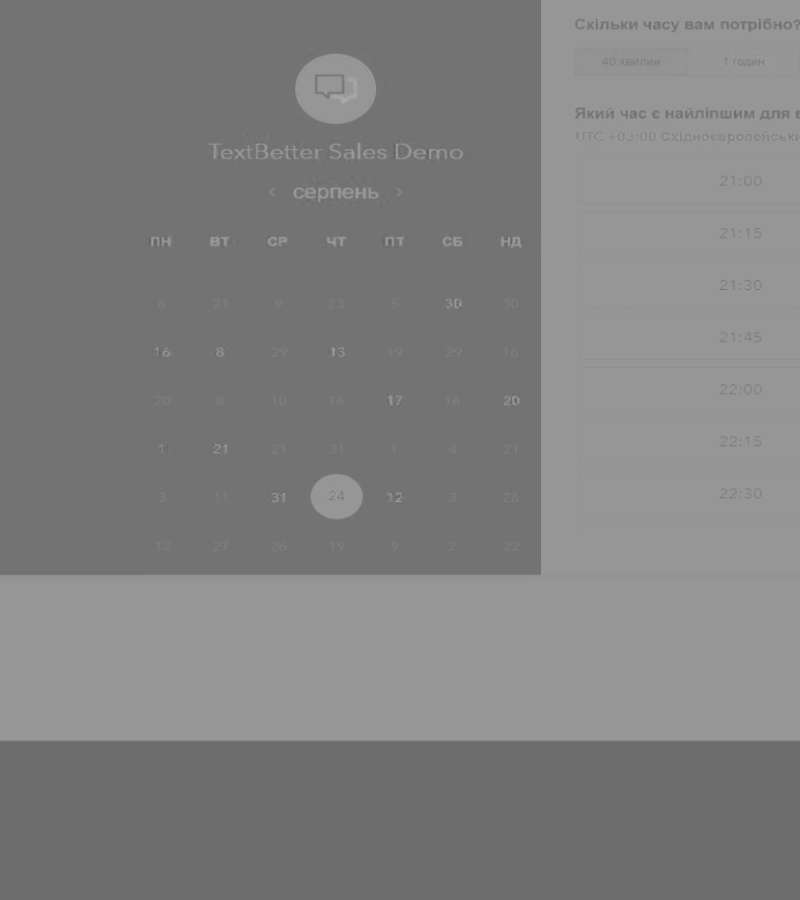 TextBetter Sales Demo
‹ серпень ›
ПН ВТ СР ЧТ ПТ СБ НД
6 21 9 23 5 30 30
16 8 29 13 19 29 16
20 8 10 16 17 16 20
1 21 21 31 1 4 21
3 11 31 24 12 3 26
12 27 26 19 9 2 22
Скільки часу вам потрібно?
40 хвилин 1 годин
Який час є найліпшим для в
UTC +03:00 Східноєвропейськи
21:00
21:15
21:30
21:45
22:00
22:15
22:30